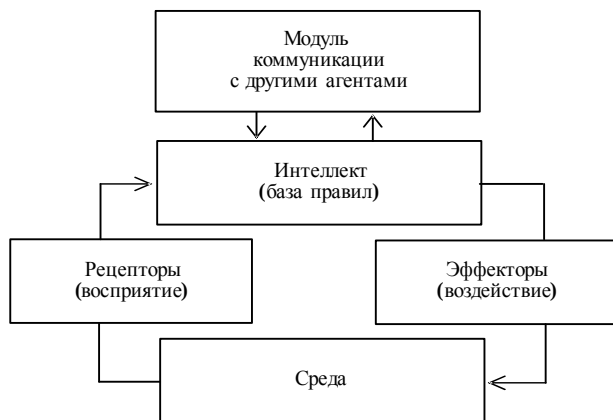 Модуль
коммуникации
с другими агентами
Интеллект
(база правил)
Рецепторы
(восприятие)
Эффекторы
(воздействие)
Среда